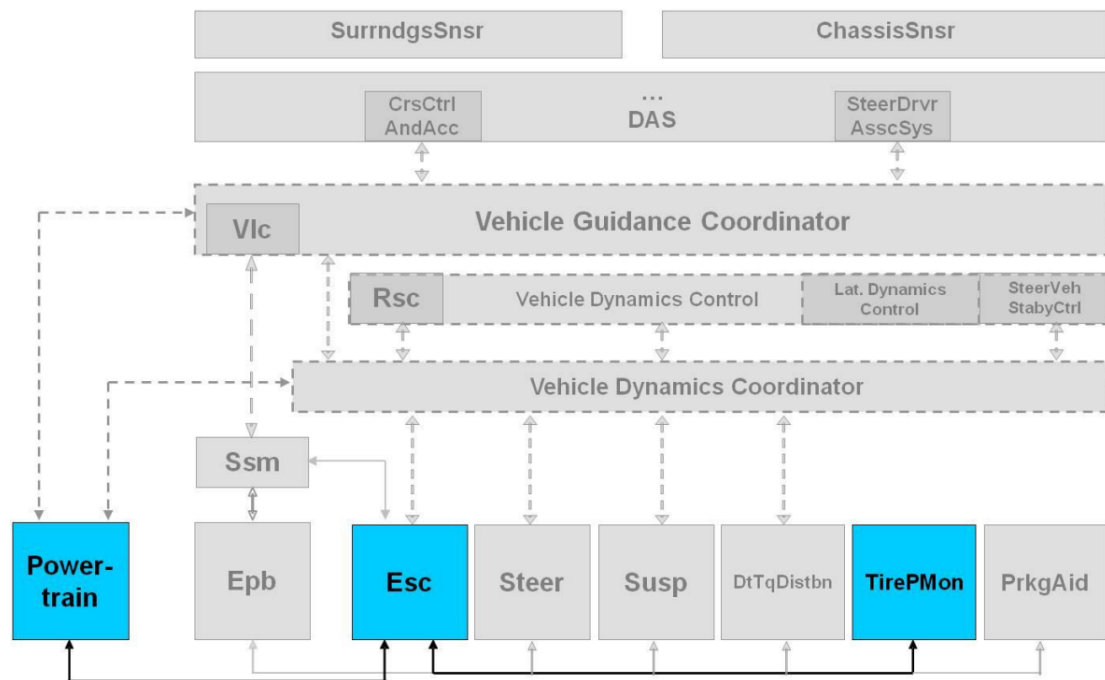 SurrndgsSnsr
ChassisSnsr
CrsCtrl
AndAcc
...
DAS
SteerDrvr
AsscSys
Vlc
Vehicle Guidance Coordinator
Rsc
Vehicle Dynamics Control
Lat. Dynamics
Control
SteerVeh
StabyCtrl
Vehicle Dynamics Coordinator
Ssm
Power-
train
Epb
Esc
Steer
Susp
DtTqDistbn
TirePMon
PrkgAid